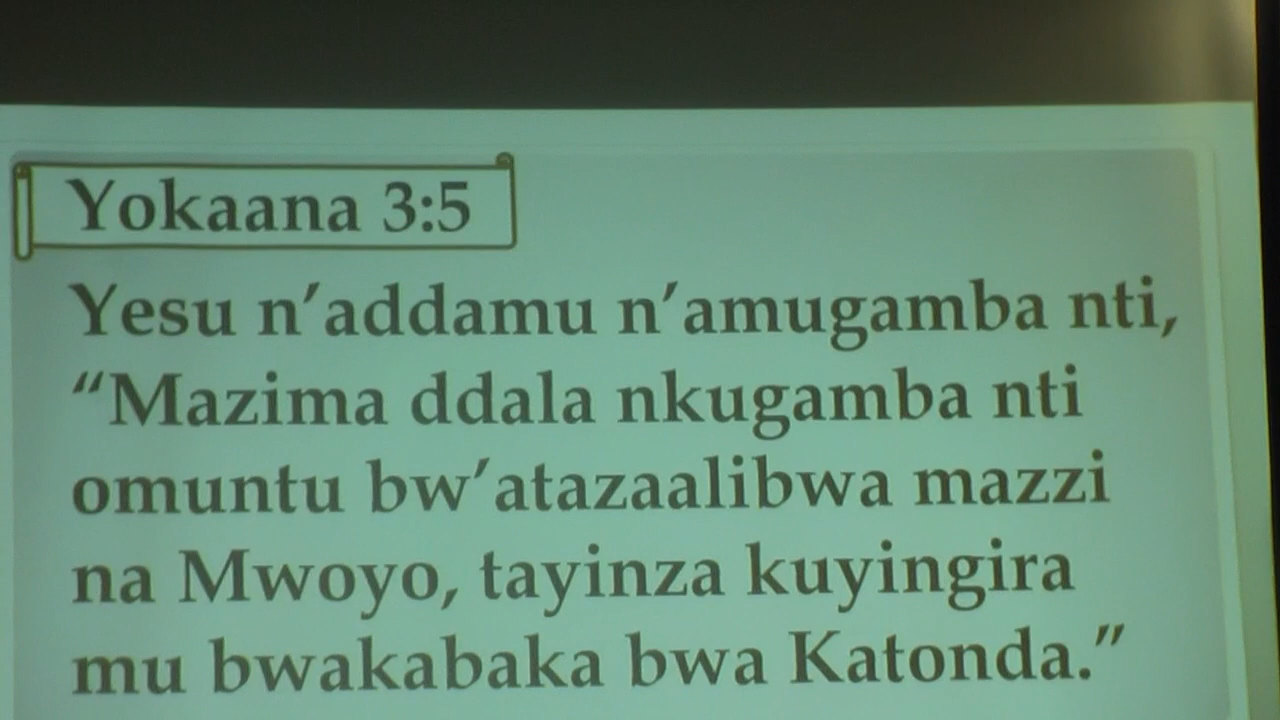 Yokaana 3:5
Yesu n’addamu n’amugamba nti,
“Mazima ddala nkugamba nti
omuntu bw’atazaalibwa mazzi
na Mwoyo, tayinza kuyingira
mu bwakabaka bwa Katonda.”